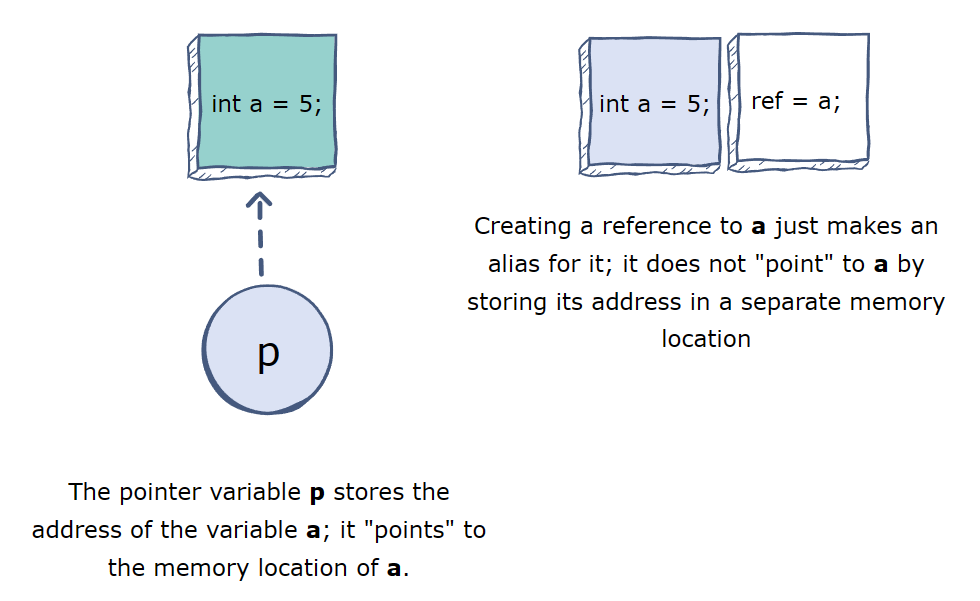 int a = 5;
p
The pointer variable p stores the
address of the variable a; it "points" to
the memory location of a.
int a = 5;
ref = a;
Creating a reference to a just makes an
alias for it; it does not "point" to a by
storing its address in a separate memory
location